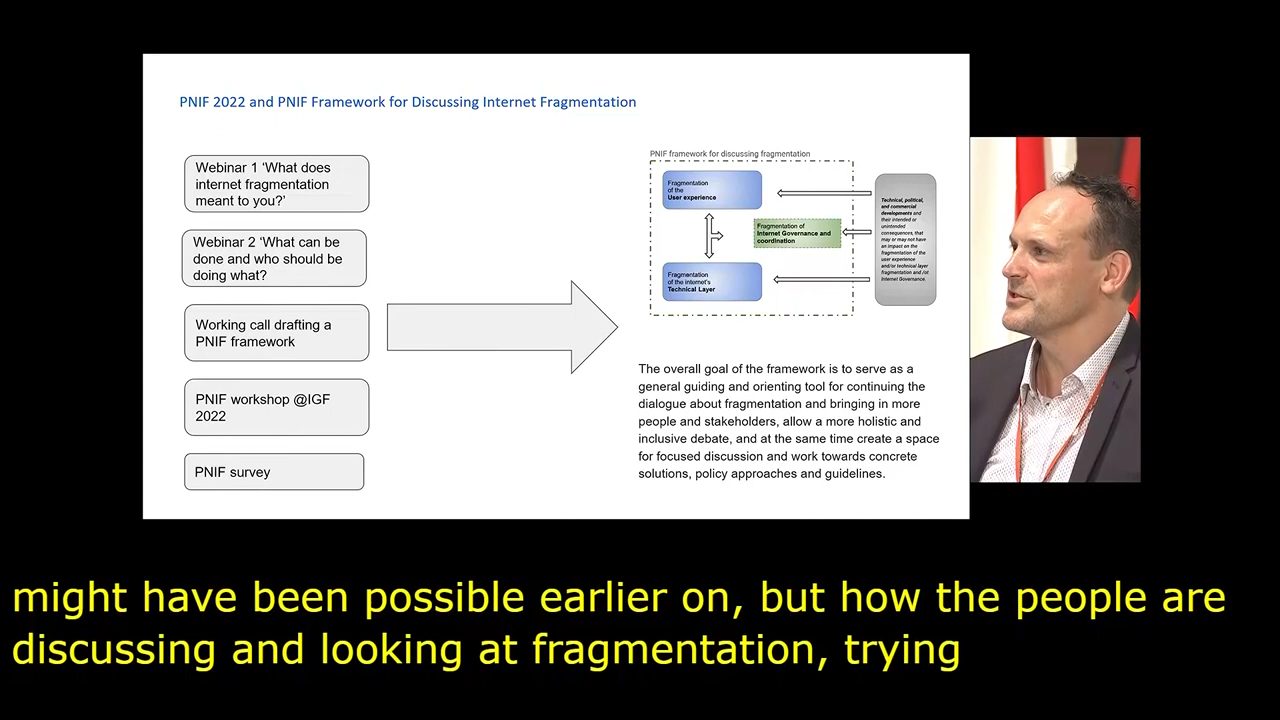 PNIF 2022 and PNIF Framework for Discussing Internet Fragmentation
Webinar 1 ‘What does
internet fragmentation
meant to you?’
Webinar 2 ‘What can be
done and who should be
doing what?
Working call drafting a
PNIF framework
PNIF workshop @IGF
2022
PNIF survey
PNIF framework for discussing fragmentation
Fragmentation
of the
User experience
Fragmentation of
Internet Governance and
coordination
Fragmentation
of the internet's
Technical Layer
Technical, political,
and commercial
developments and
their intended or
unintended
consequences, that
may or may not have
an impact on the
fragmentation of the
user experience
and/or technical layer
fragmentation and /ot
Internet Governance.
The overall goal of the framework is to serve as a
general guiding and orienting tool for continuing the
dialogue about fragmentation and bringing in more
people and stakeholders, allow a more holistic and
inclusive debate, and at the same time create a space
for focused discussion and work towards concrete
solutions, policy approaches and guidelines.
might have been possible earlier on, but how the people are
discussing and looking at fragmentation, trying